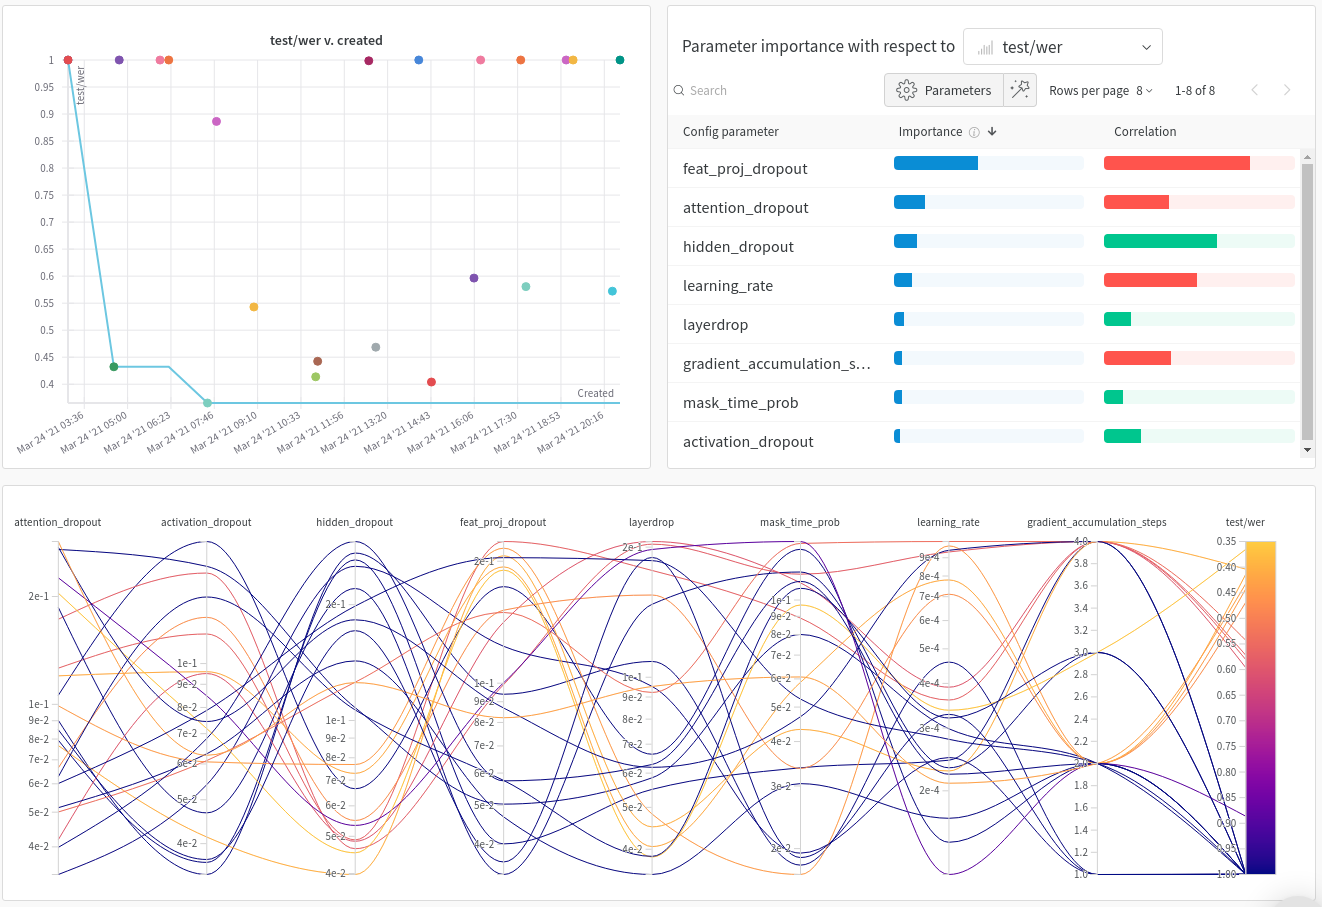 test/wer v. created
1
0.95
0.9
0.85
0.8
0.75
0.7
0.65
0.6
0.55
0.5
0.45
0.4
test/wer
Created
Mar 24 '21 03:36
Mar 24 '21 05:00
Mar 24 '21 06:23
Mar 24 '21 07:46
Mar 24 '21 09:10
Mar 24 '21 10:33
Mar 24 '21 11:56
Mar 24 '21 13:20
Mar 24 '21 14:43
Mar 24 '21 16:06
Mar 24 '21 17:30
Mar 24 '21 18:53
Mar 24 '21 20:16
Parameter importance with respect to test/wer
Search Parameters Rows per page 8 1-8 of 8
Config parameter Importance Correlation
feat_proj_dropout
attention_dropout
hidden_dropout
learning_rate
layerdrop
gradient_accumulation_s...
mask_time_prob
activation_dropout
attention_dropout activation_dropout hidden_dropout feat_proj_dropout layerdrop mask_time_prob learning_rate gradient_accumulation_steps test/wer
2e-1
1e-1
9e-2
8e-2
7e-2
6e-2
5e-2
4e-2
1e-1
9e-2
8e-2
7e-2
6e-2
5e-2
4e-2
2e-1
1e-1
9e-2
8e-2
7e-2
6e-2
5e-2
4e-2
2e-1
1e-1
9e-2
8e-2
7e-2
6e-2
5e-2
4e-2
2e-1
1e-1
9e-2
8e-2
7e-2
6e-2
5e-2
4e-2
1e-1
9e-2
8e-2
7e-2
6e-2
5e-2
4e-2
3e-2
2e-2
9e-4
8e-4
7e-4
6e-4
5e-4
4e-4
3e-4
2e-4
4.0
3.8
3.6
3.4
3.2
3.0
2.8
2.6
2.4
2.2
2.0
1.8
1.6
1.4
1.2
1.0
0.35
0.40
0.45
0.50
0.55
0.60
0.65
0.70
0.75
0.80
0.85
0.90
0.95
1.00